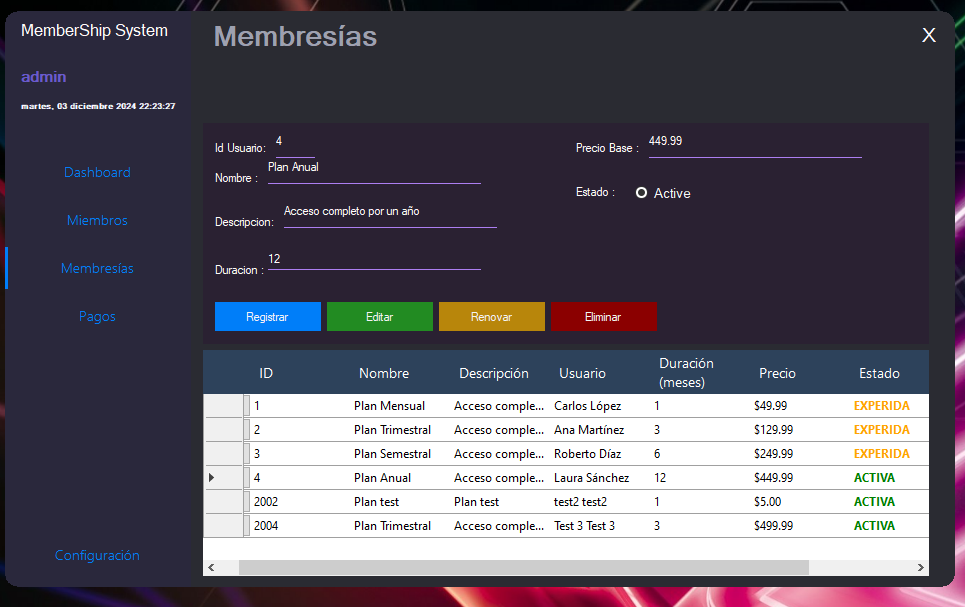 MemberShip System
admin
martes, 03 diciembre 2024 22:23:27
Dashboard
Miembros
Membresías
Pagos
Configuración
Membresías
X
Id Usuario: 4
Nombre : Plan Anual
Descripcion: Acceso completo por un año
Duracion : 12
Precio Base : 449.99
Estado : Active
Registrar Editar Renovar Eliminar
ID Nombre Descripción Usuario Duración (meses) Precio Estado
1 Plan Mensual Acceso comple... Carlos López 1 $49.99 EXPERIDA
2 Plan Trimestral Acceso comple... Ana Martínez 3 $129.99 EXPERIDA
3 Plan Semestral Acceso comple... Roberto Díaz 6 $249.99 EXPERIDA
4 Plan Anual Acceso comple... Laura Sánchez 12 $449.99 ACTIVA
2002 Plan test Plan test test2 test2 1 $5.00 ACTIVA
2004 Plan Trimestral Acceso comple... Test 3 Test 3 3 $499.99 ACTIVA